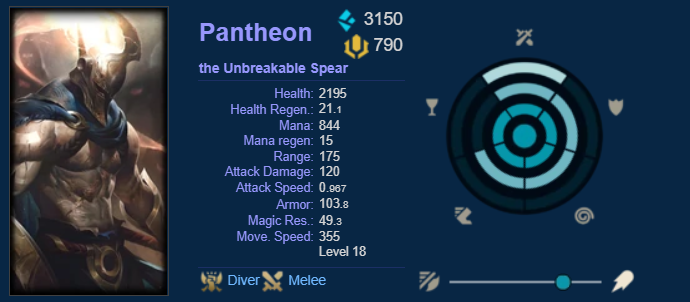 Pantheon
3150
790
the Unbreakable Spear
Health: 2195
Health Regen.: 21.1
Mana: 844
Mana regen: 15
Range: 175
Attack Damage: 120
Attack Speed: 0.967
Armor: 103.8
Magic Res.: 49.3
Move. Speed: 355
Level 18
Diver Melee